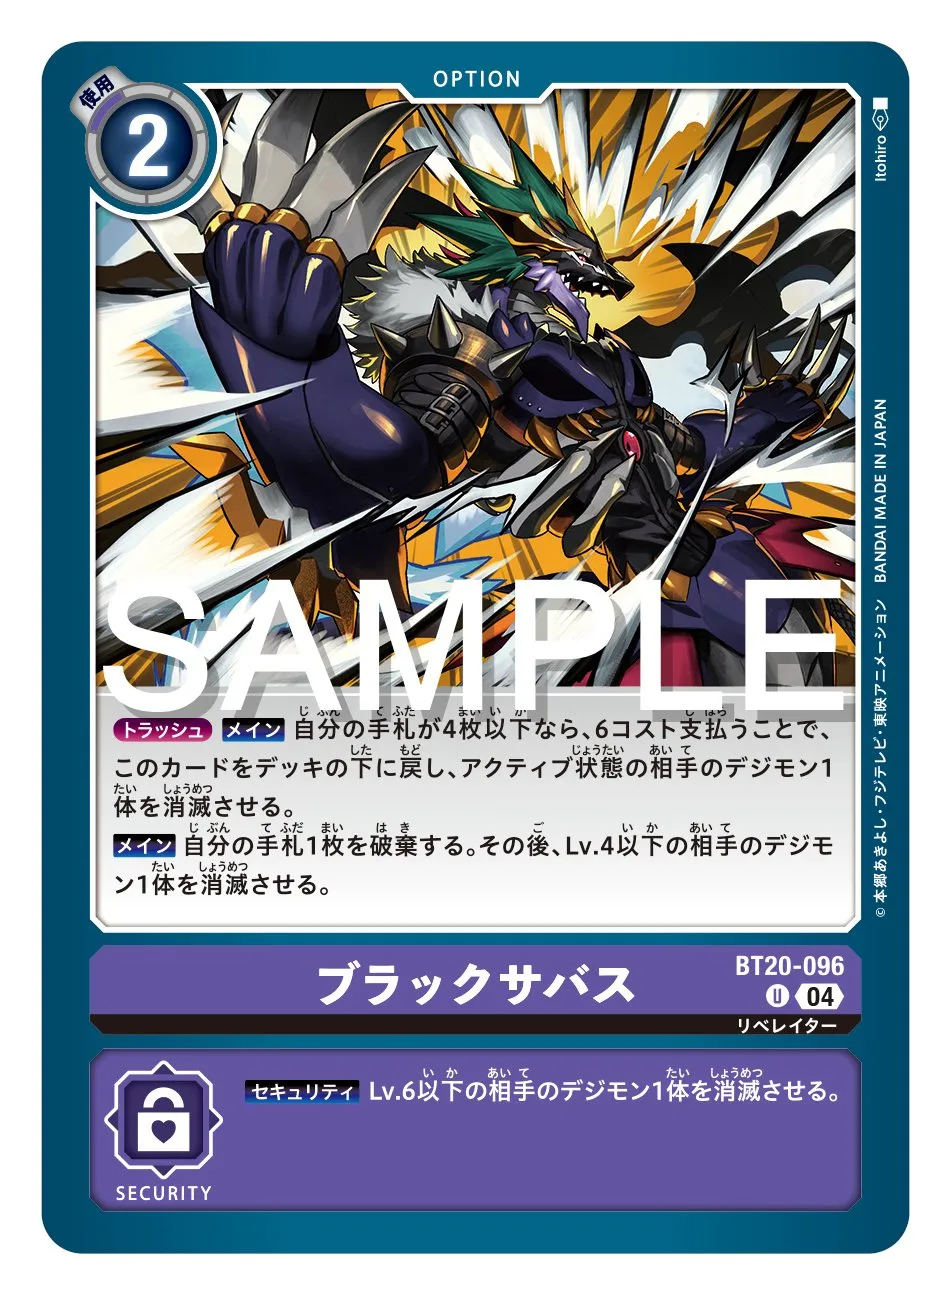 OPTION
使用
2
Itohiro
SAMPLE
トラッシュ メイン 自分の手札が4枚以下なら、6コスト支払うことで、
このカードをデッキの下に戻し、アクティブ状態の相手のデジモン1
体を消滅させる。
メイン 自分の手札1枚を破棄する。その後、Lv.4以下の相手のデジモ
ン1体を消滅させる。
© 本郷あきよし・フジテレビ・東映アニメーション BANDAI MADE IN JAPAN
ブラックサバス
BT20-096
U 04
リベレイター
セキュリティ Lv.6以下の相手のデジモン1体を消滅させる。
SECURITY